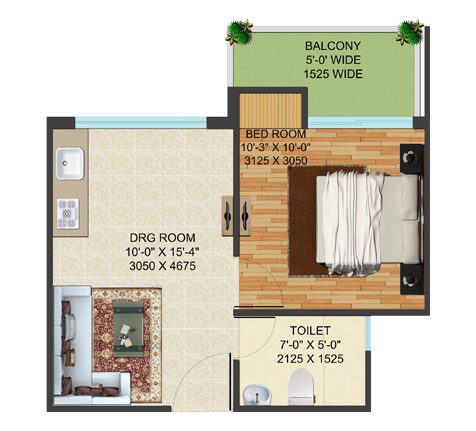 BALCONY
5'-0' WIDE
1525 WIDE
BED ROOM
10'-3" X 10'-0"
3125 X 3050
DRG ROOM
10'-0" X 15'-4"
3050 X 4675
TOILET
7'-0" X 5'-0"
2125 X 1525